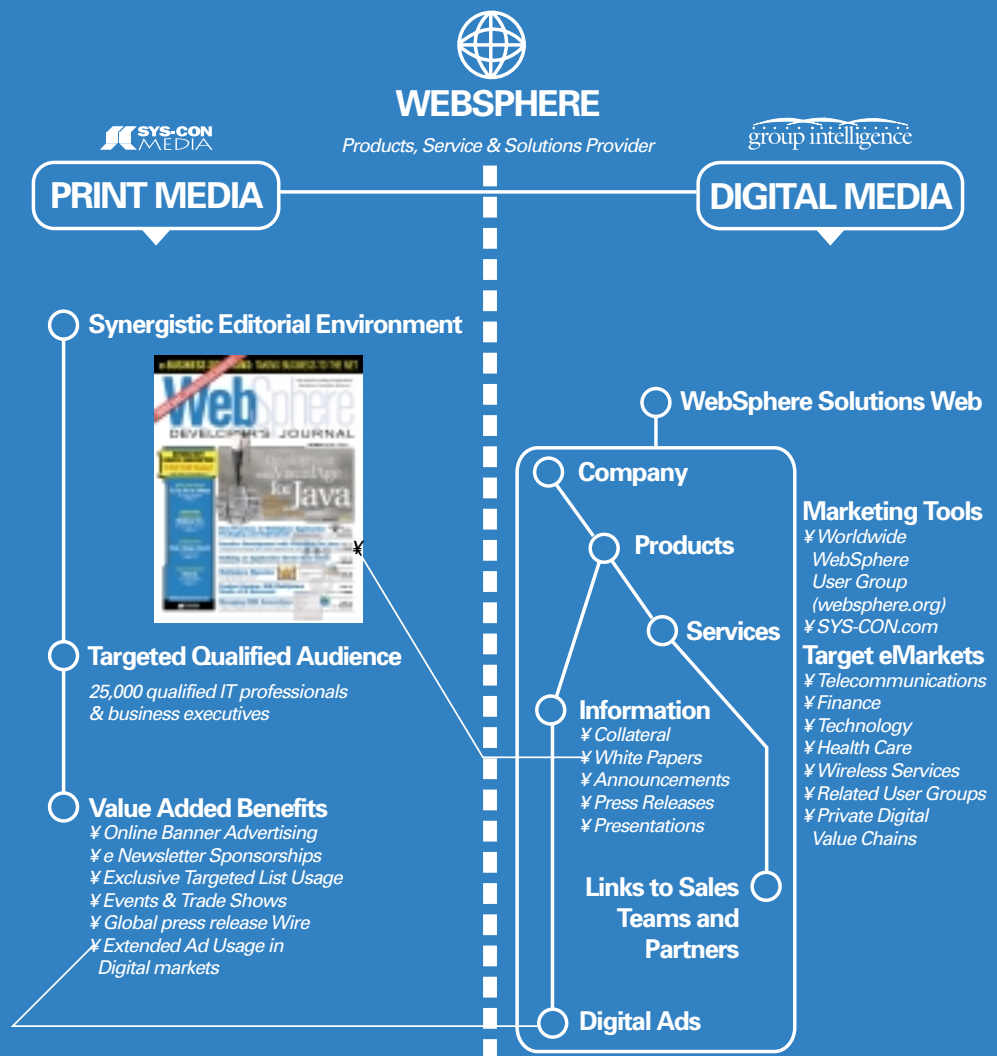 WEBSPHERE
Products, Service & Solutions Provider
SYS-CON
MEDIA
PRINT MEDIA
group intelligence
DIGITAL MEDIA
Synergistic Editorial Environment
WebSphere
DEVELOPER'S JOURNAL
for Java
¥
Targeted Qualified Audience
25,000 qualified IT professionals
& business executives
Value Added Benefits
¥ Online Banner Advertising
¥ e Newsletter Sponsorships
¥ Exclusive Targeted List Usage
¥ Events & Trade Shows
¥ Global press release Wire
¥ Extended Ad Usage in
Digital markets
WebSphere Solutions Web
Company
Products
Services
Information
¥ Collateral
¥ White Papers
¥ Announcements
¥ Press Releases
¥ Presentations
Links to Sales
Teams and
Partners
Digital Ads
Marketing Tools
¥ Worldwide
WebSphere
User Group
(websphere.org)
¥ SYS-CON.com
Target eMarkets
¥ Telecommunications
¥ Finance
¥ Technology
¥ Health Care
¥ Wireless Services
¥ Related User Groups
¥ Private Digital
Value Chains